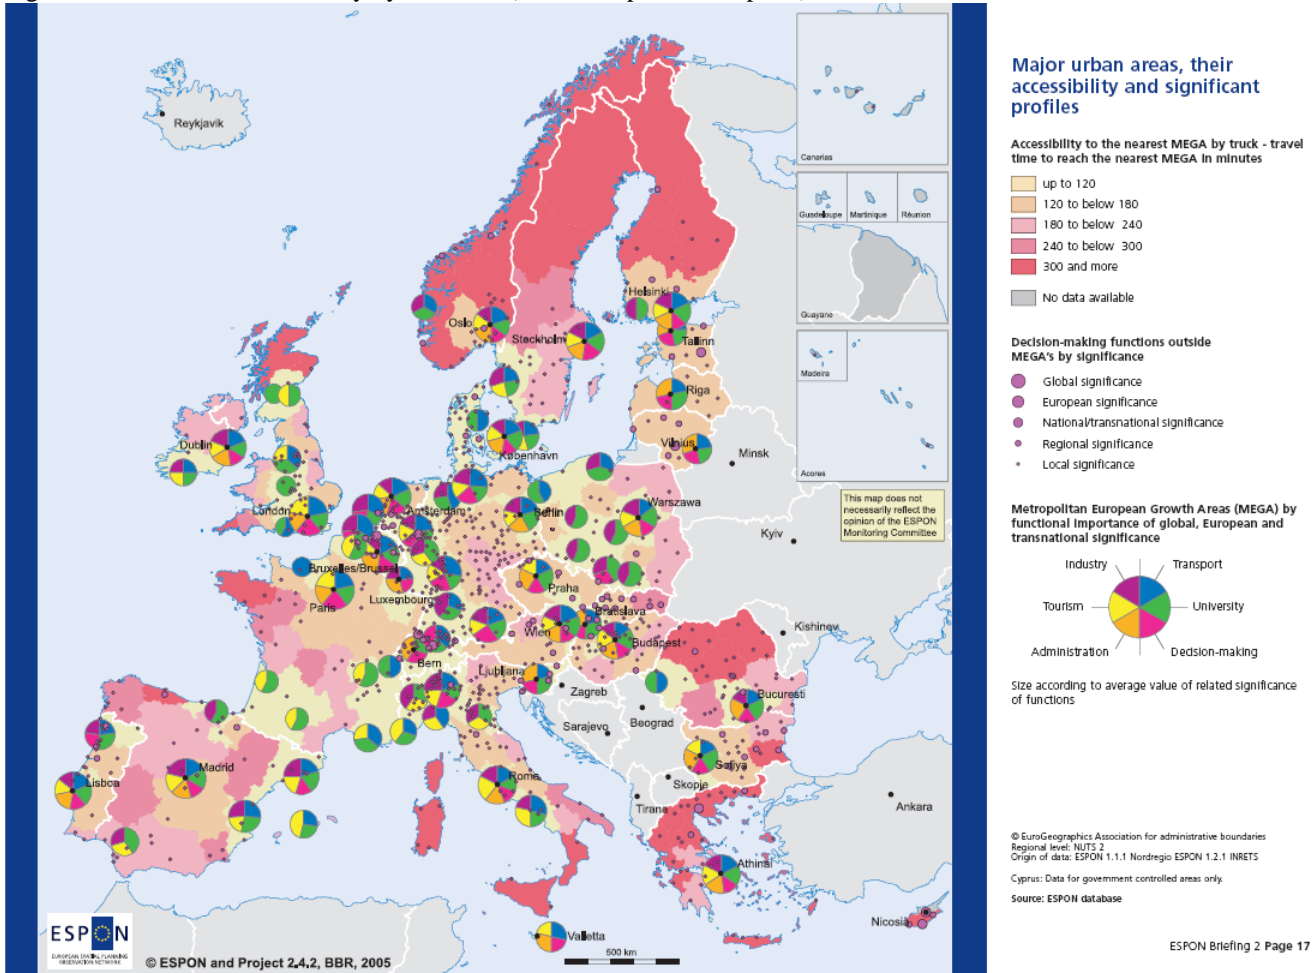 Reykjavik
Canarias
Guadeloupe
Martinique
Réunion
Guayane
Madeira
Acores
This map does not
necessarily reflect the
opinion of the ESPON
Monitoring Committee
Helsinki
Oslo
Stockholm
Tallinn
Riga
Dublin
Vilnius
København
Minsk
London
Amsterdam
Berlin
Warszawa
Kyiv
Bruxelles/Brussel
Praha
Luxembourg
Paris
Bratislava
Wien
Kishinev
Budapest
Bern
Ljubljana
Zagreb
Bucuresti
Beograd
Sarajevo
Madrid
Roma
Sofiya
Lisboa
Skopje
Tirana
Ankara
Athinai
Nicosia
Valletta
500 km
ESPON
EUROPEAN SPATIAL PLANNING
OBSERVATION NETWORK
© ESPON and Project 2.4.2, BBR, 2005
Major urban areas, their
accessibility and significant
profiles
Accessibility to the nearest MEGA by truck - travel
time to reach the nearest MEGA in minutes
up to 120
120 to below 180
180 to below 240
240 to below 300
300 and more
No data available
Decision-making functions outside
MEGA's by significance
Global significance
European significance
National/transnational significance
Regional significance
Local significance
Metropolitan European Growth Areas (MEGA) by
functional importance of global, European and
transnational significance
Industry
Transport
Tourism
University
Administration
Decision-making
Size according to average value of related significance
of functions
© EuroGeographics Association for administrative boundaries
Regional level: NUTS 2
Origin of data: ESPON 1.1.1 Nordregio ESPON 1.2.1 INRETS
Cyprus: Data for government controlled areas only.
Source: ESPON database
ESPON Briefing 2 Page 17